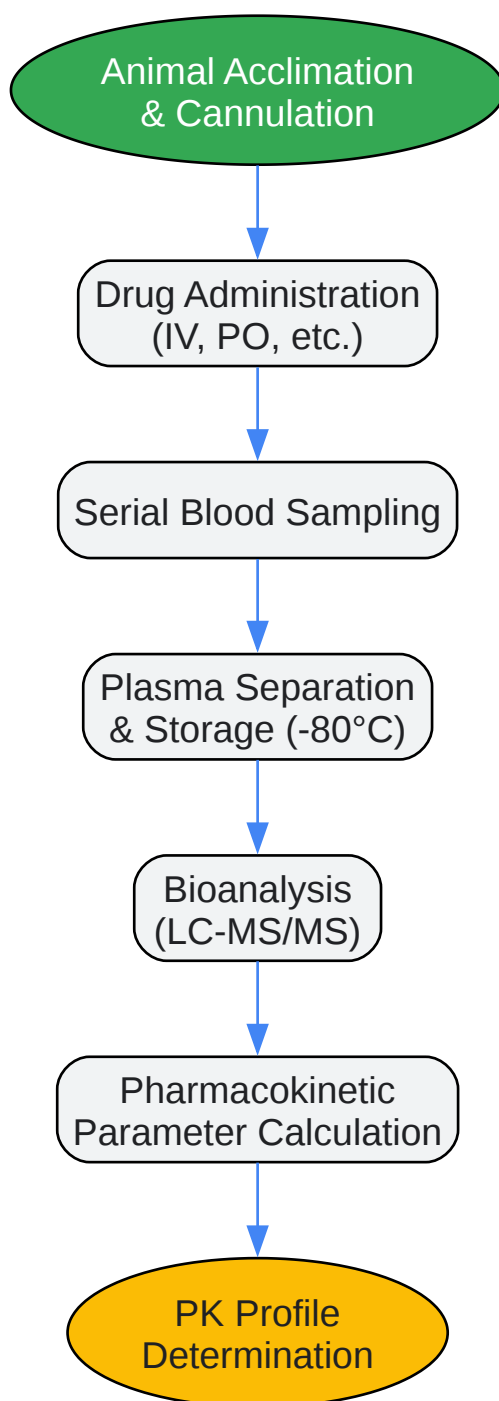 Animal Acclimation
& Cannulation
Drug Administration
(IV, PO, etc.)
Serial Blood Sampling
Plasma Separation
& Storage (-80°C)
Bioanalysis
(LC-MS/MS)
Pharmacokinetic
Parameter Calculation
PK Profile
Determination